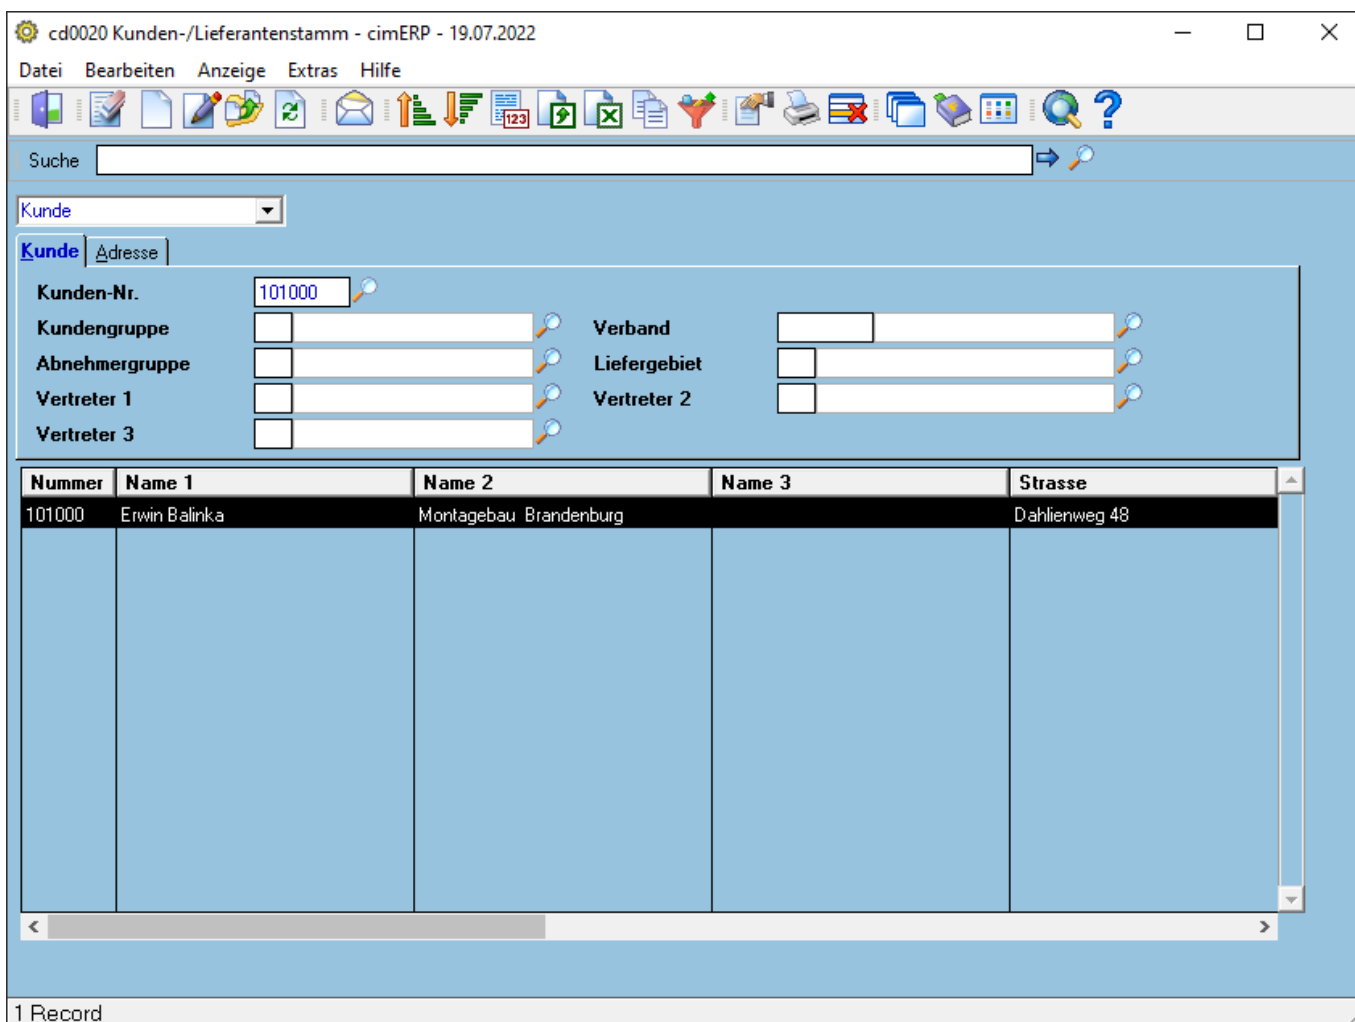 cd0020 Kunden-/Lieferantenstamm - cimERP - 19.07.2022
Datei Bearbeiten Anzeige Extras Hilfe
123
Suche
Kunde
Kunde Adresse
Kunden-Nr. 101000
Kundengruppe Verband
Abnehmergruppe Liefergebiet
Vertreter 1 Vertreter 2
Vertreter 3
Nummer Name 1 Name 2 Name 3 Strasse
101000 Erwin Balinka Montagebau Brandenburg Dahlienweg 48
1 Record